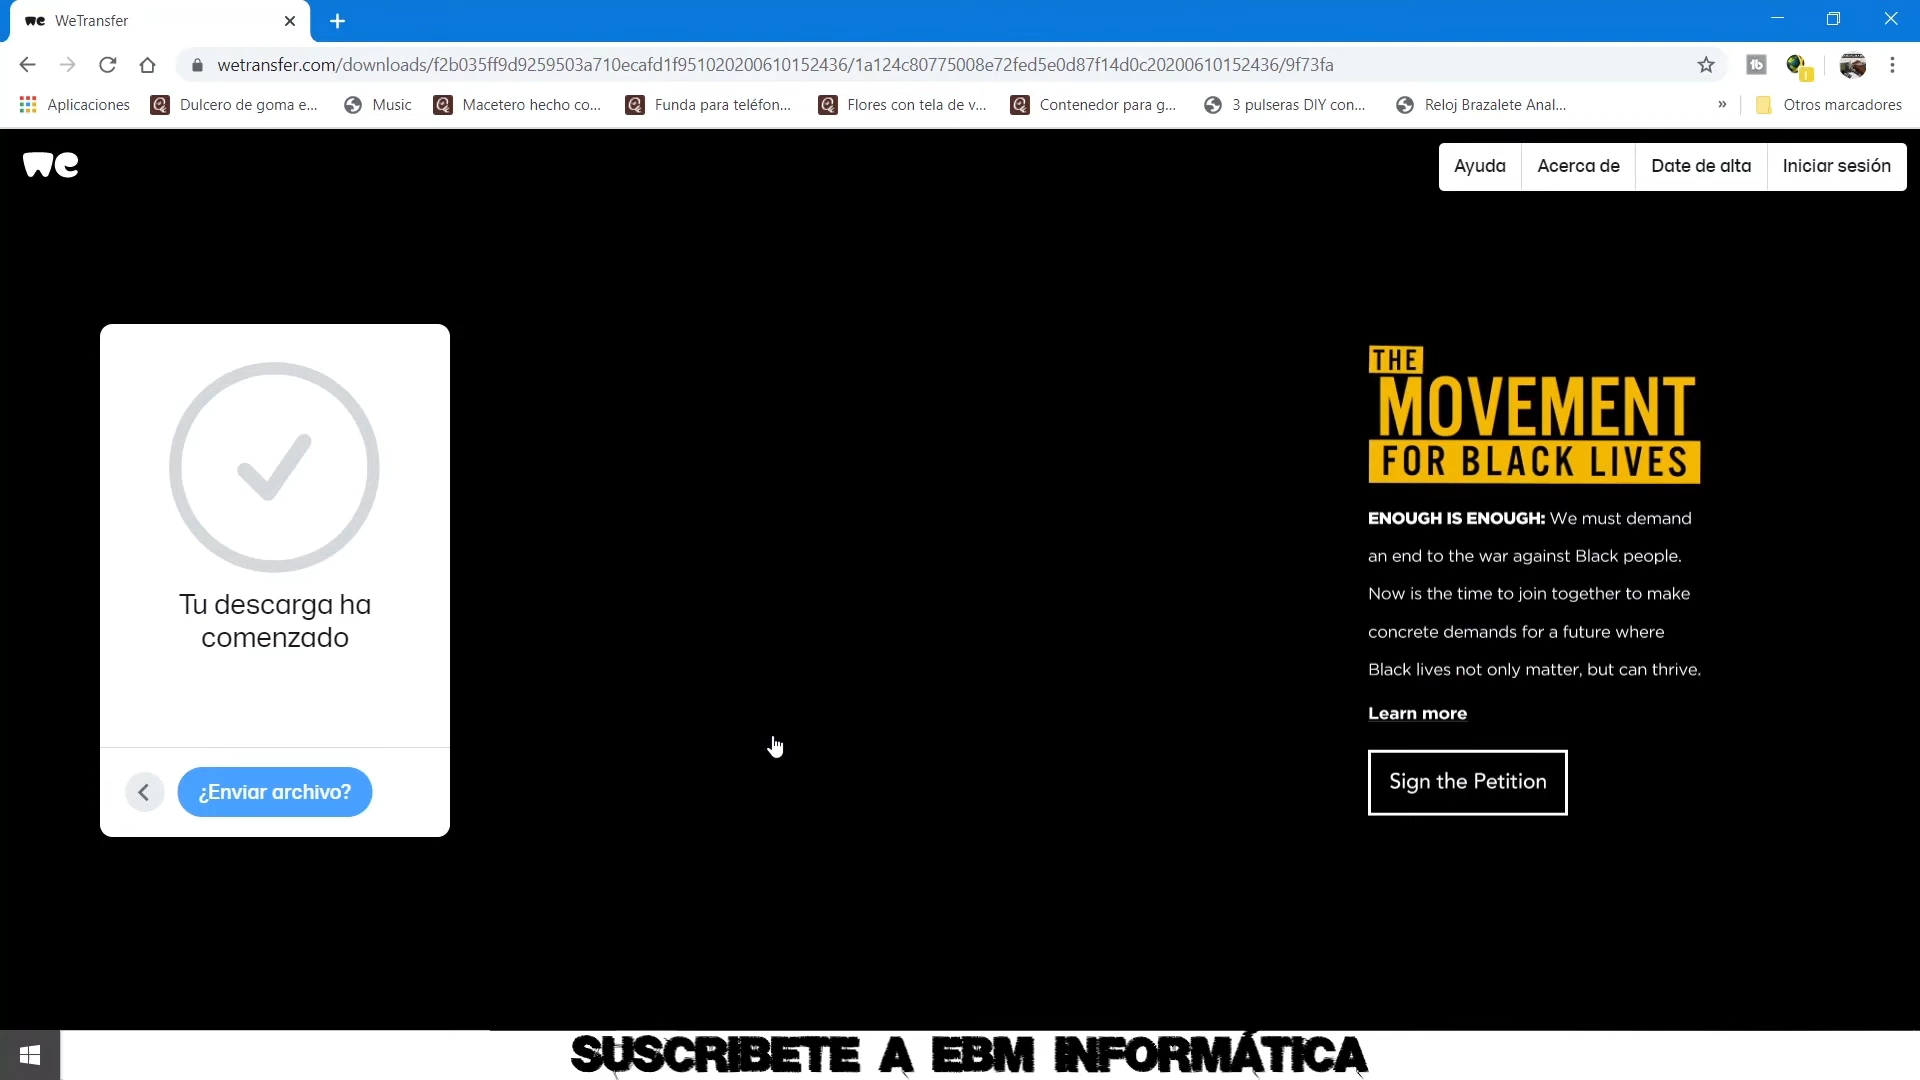 WeTransfer
wetransfer.com/downloads/f2b035ff9d9259503a710ecafd1f951020200610152436/1a124c80775008e72fed5e0d87f14d0c20200610152436/9f73fa
Aplicaciones Dulcero de goma e... Music Macetero hecho co... Funda para teléfon... Flores con tela de v... Contenedor para g... 3 pulseras DIY con... Reloj Brazalete Anal... » Otros marcadores
we Ayuda Acerca de Date de alta Iniciar sesión
Tu descarga ha
comenzado
¿Enviar archivo?
THE
MOVEMENT
FOR BLACK LIVES
ENOUGH IS ENOUGH: We must demand
an end to the war against Black people.
Now is the time to join together to make
concrete demands for a future where
Black lives not only matter, but can thrive.
Learn more
Sign the Petition
SUSCRIBETE A EBM INFORMÁTICA